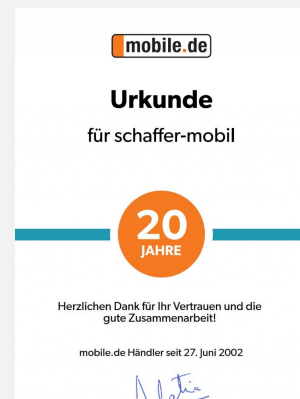 mobile.de
Urkunde
für schaffer-mobil
20
JAHRE
Herzlichen Dank für Ihr Vertrauen und die
gute Zusammenarbeit!
mobile.de Händler seit 27. Juni 2002